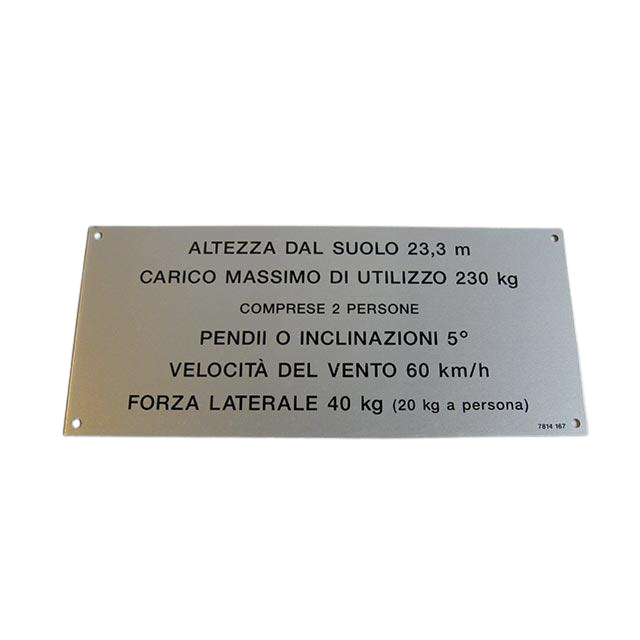 ALTEZZA DAL SUOLO 23,3 m
CARICO MASSIMO DI UTILIZZO 230 kg
COMPRESE 2 PERSONE
PENDII O INCLINAZIONI 5°
VELOCITÀ DEL VENTO 60 km/h
FORZA LATERALE 40 kg (20 kg a persona)
7814 167